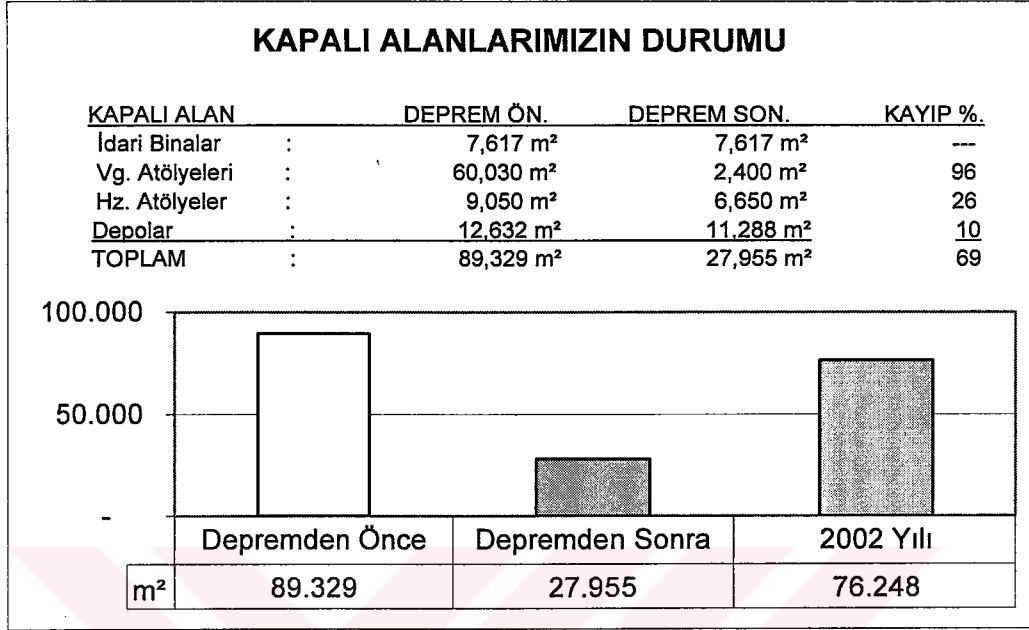 KAPALI ALANLARIMIZIN DURUMU
KAPALI ALAN DEPREM ÖN. DEPREM SON. KAYIP %.
İdari Binalar : 7,617 m² 7,617 m² ---
Vg. Atölyeleri : 60,030 m² 2,400 m² 96
Hz. Atölyeler : 9,050 m² 6,650 m² 26
Depolar : 12,632 m² 11,288 m² 10
TOPLAM : 89,329 m² 27,955 m² 69
100.000
50.000
-
Depremden Önce Depremden Sonra 2002 Yılı
m² 89.329 27.955 76.248